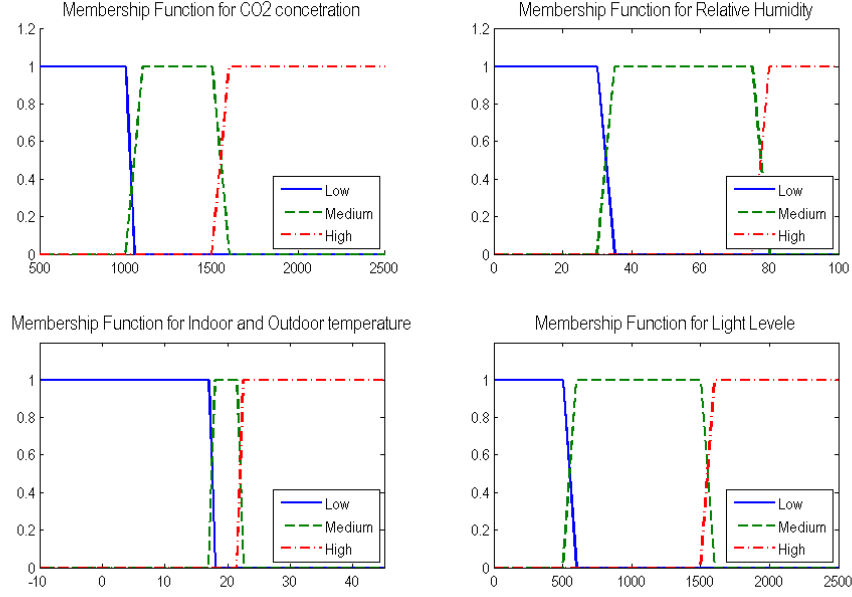 Membership Function for CO2 concetration
1.2
1
0.8
0.6
0.4
0.2
0
500 1000 1500 2000 2500
Low
Medium
High
Membership Function for Relative Humidity
1.2
1
0.8
0.6
0.4
0.2
0
0 20 40 60 80 100
Low
Medium
High
Membership Function for Indoor and Outdoor temperature
1
0.8
0.6
0.4
0.2
0
-10 0 10 20 30 40
Low
Medium
High
Membership Function for Light Levele
1
0.8
0.6
0.4
0.2
0
0 500 1000 1500 2000 2500
Low
Medium
High